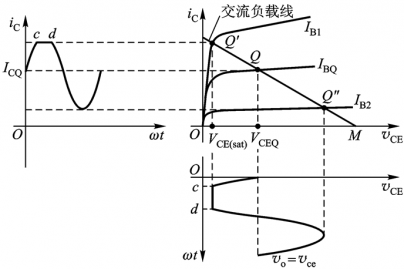 i_C
c d
I_CQ
O
ωt
i_C
交流负载线
Q′
Q
Q″
I_B1
I_BQ
I_B2
O
V_CE(sat)
V_CEQ
M
v_CE
O
c
d
ωt
v_CE
v_o=v_ce